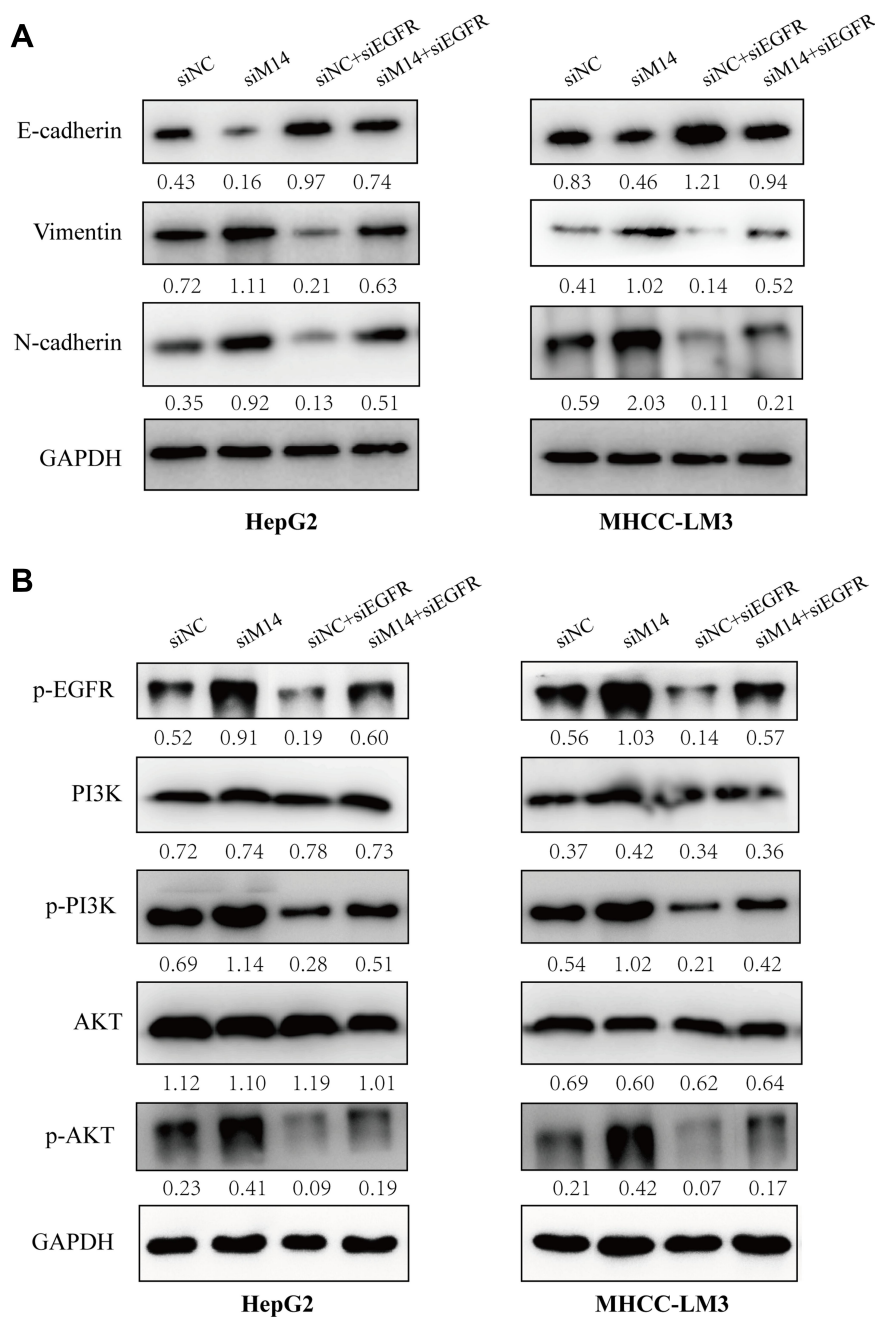 A
siNC siM14 siNC+siEGFR siM14+siEGFR siNC siM14 siNC+siEGFR siM14+siEGFR
E-cadherin
0.43 0.16 0.97 0.74 0.83 0.46 1.21 0.94
Vimentin
0.72 1.11 0.21 0.63 0.41 1.02 0.14 0.52
N-cadherin
0.35 0.92 0.13 0.51 0.59 2.03 0.11 0.21
GAPDH
HepG2 MHCC-LM3
B
siNC siM14 siNC+siEGFR siM14+siEGFR siNC siM14 siNC+siEGFR siM14+siEGFR
p-EGFR
0.52 0.91 0.19 0.60 0.56 1.03 0.14 0.57
PI3K
0.72 0.74 0.78 0.73 0.37 0.42 0.34 0.36
p-PI3K
0.69 1.14 0.28 0.51 0.54 1.02 0.21 0.42
AKT
1.12 1.10 1.19 1.01 0.69 0.60 0.62 0.64
p-AKT
0.23 0.41 0.09 0.19 0.21 0.42 0.07 0.17
GAPDH
HepG2 MHCC-LM3